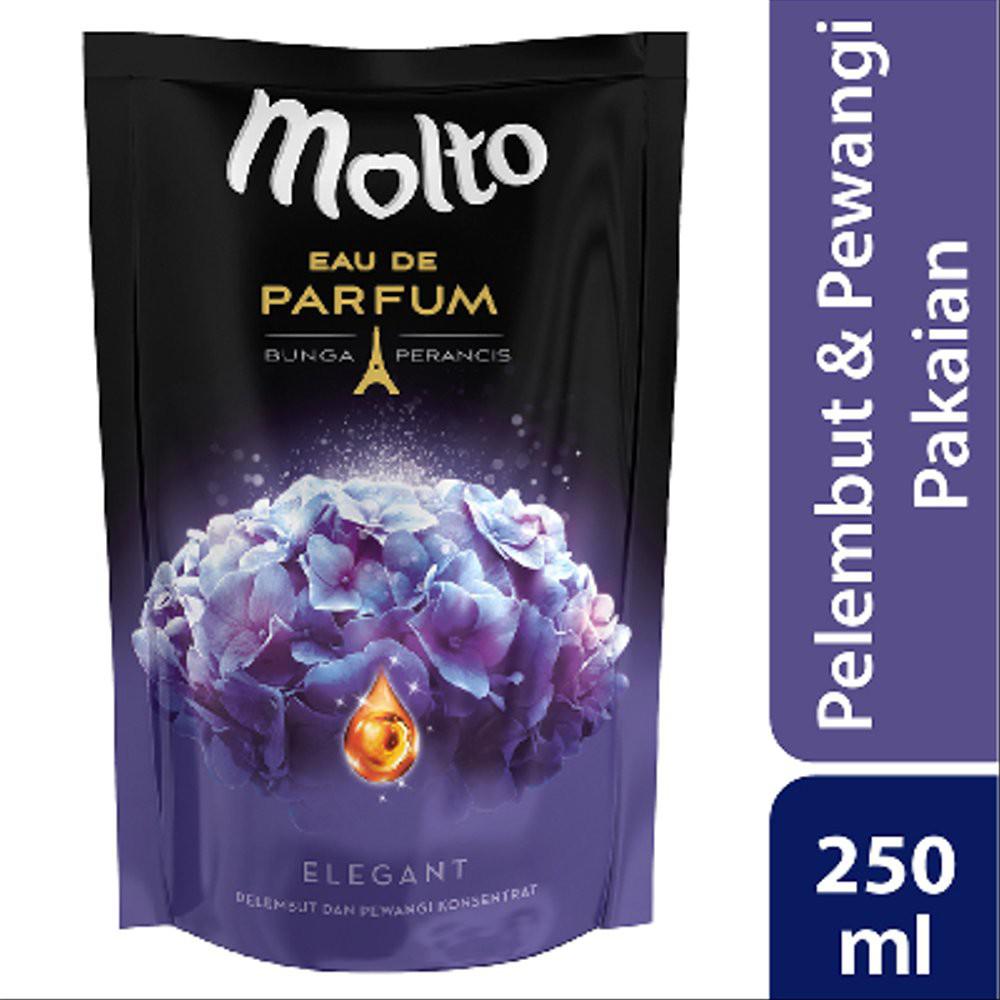 Molto
EAU DE
PARFUM
BUNGA PERANCIS
ELEGANT
PELEMBUT DAN PEWANGI KONSENTRAT
Pelembut & Pewangi
Pakaian
250
ml